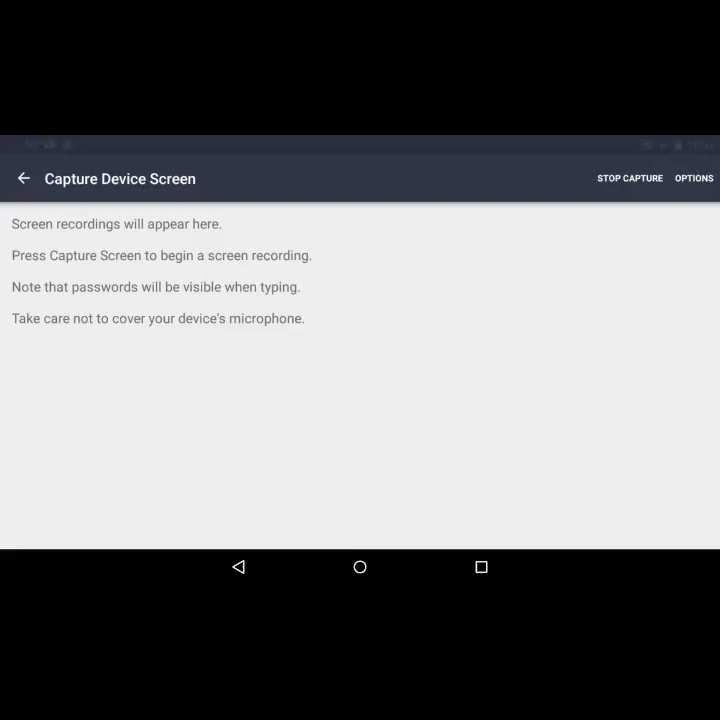 Capture Device Screen
STOP CAPTURE OPTIONS
Screen recordings will appear here.
Press Capture Screen to begin a screen recording.
Note that passwords will be visible when typing.
Take care not to cover your device's microphone.